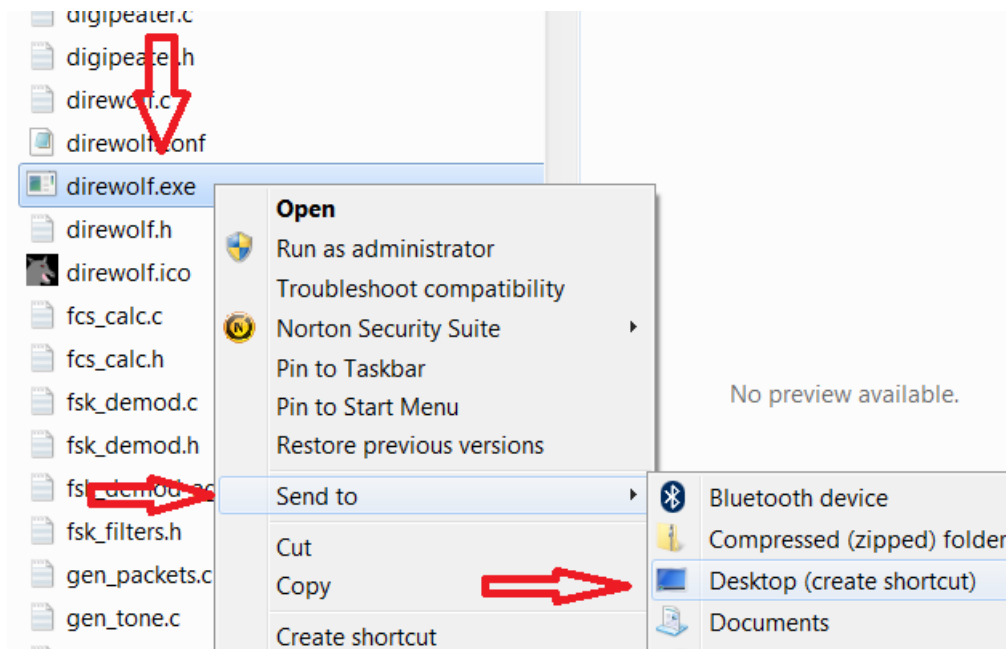 digipeater.c
digipeater.h
direwolf.c
direwolf.conf
direwolf.exe
direwolf.h
direwolf.ico
fcs_calc.c
fcs_calc.h
fsk_demod.c
fsk_demod.h
fsk_filters.h
gen_packets.c
gen_tone.c
Open
Run as administrator
Troubleshoot compatibility
Norton Security Suite
Pin to Taskbar
Pin to Start Menu
Restore previous versions
Send to
Cut
Copy
Create shortcut
No preview available.
Bluetooth device
Compressed (zipped) folder
Desktop (create shortcut)
Documents